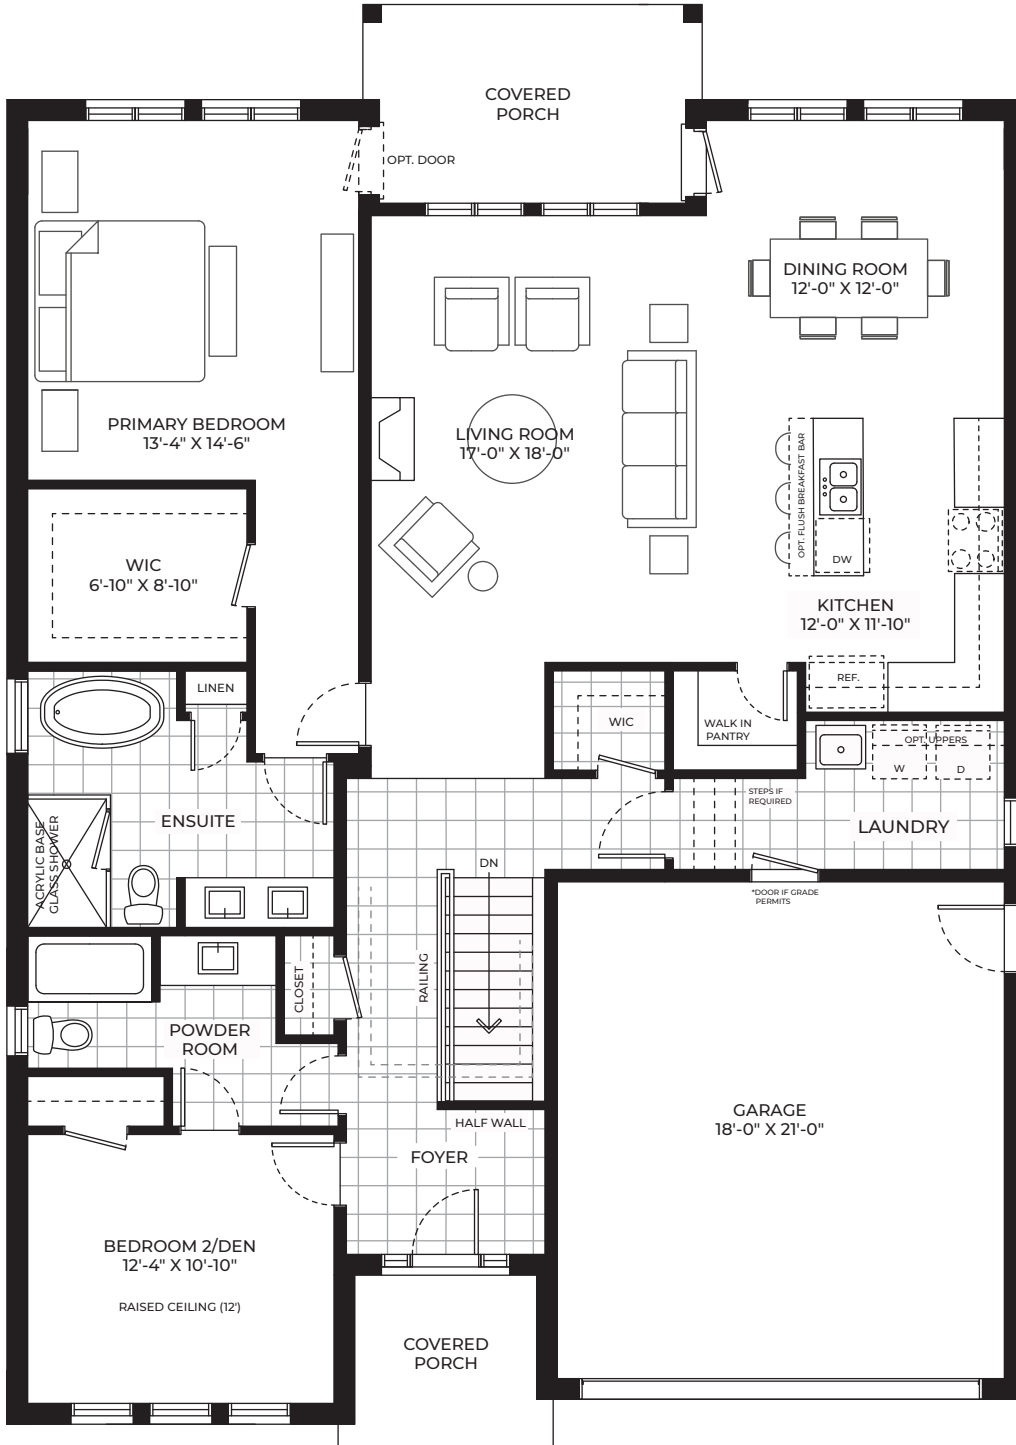 COVERED
PORCH
OPT. DOOR
DINING ROOM
12'-0" X 12'-0"
PRIMARY BEDROOM
13'-4" X 14'-6"
LIVING ROOM
17'-0" X 18'-0"
OPT. FLUSH BREAKFAST BAR
DW
WIC
6'-10" X 8'-10"
KITCHEN
12'-0" X 11'-10"
REF.
LINEN
WIC
WALK IN
PANTRY
OPT. UPPERS
W
D
STEPS IF
REQUIRED
ENSUITE
LAUNDRY
ACRYLIC BASE
GLASS SHOWER
DN
*DOOR IF GRADE
PERMITS
CLOSET
RAILING
POWDER
ROOM
GARAGE
18'-0" X 21'-0"
HALF WALL
FOYER
BEDROOM 2/DEN
12'-4" X 10'-10"
RAISED CEILING (12')
COVERED
PORCH